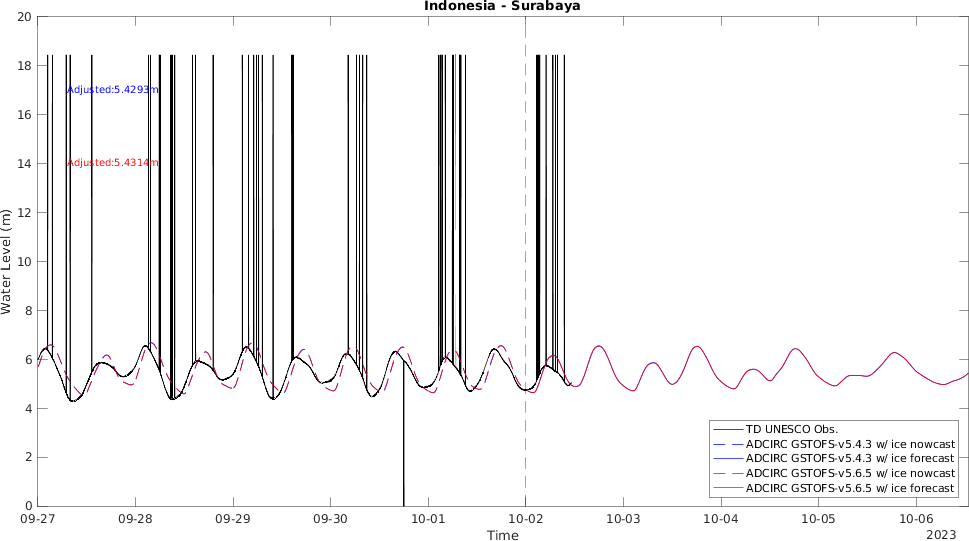 Indonesia - Surabaya
20
18
16
14
12
10
8
6
4
2
0
Water Level (m)
Adjusted:5.4293m
Adjusted:5.4314m
TD UNESCO Obs.
ADCIRC GSTOFS-v5.4.3 w/ ice nowcast
ADCIRC GSTOFS-v5.4.3 w/ ice forecast
ADCIRC GSTOFS-v5.6.5 w/ ice nowcast
ADCIRC GSTOFS-v5.6.5 w/ ice forecast
09-27 09-28 09-29 09-30 10-01 10-02 10-03 10-04 10-05 10-06
Time
2023